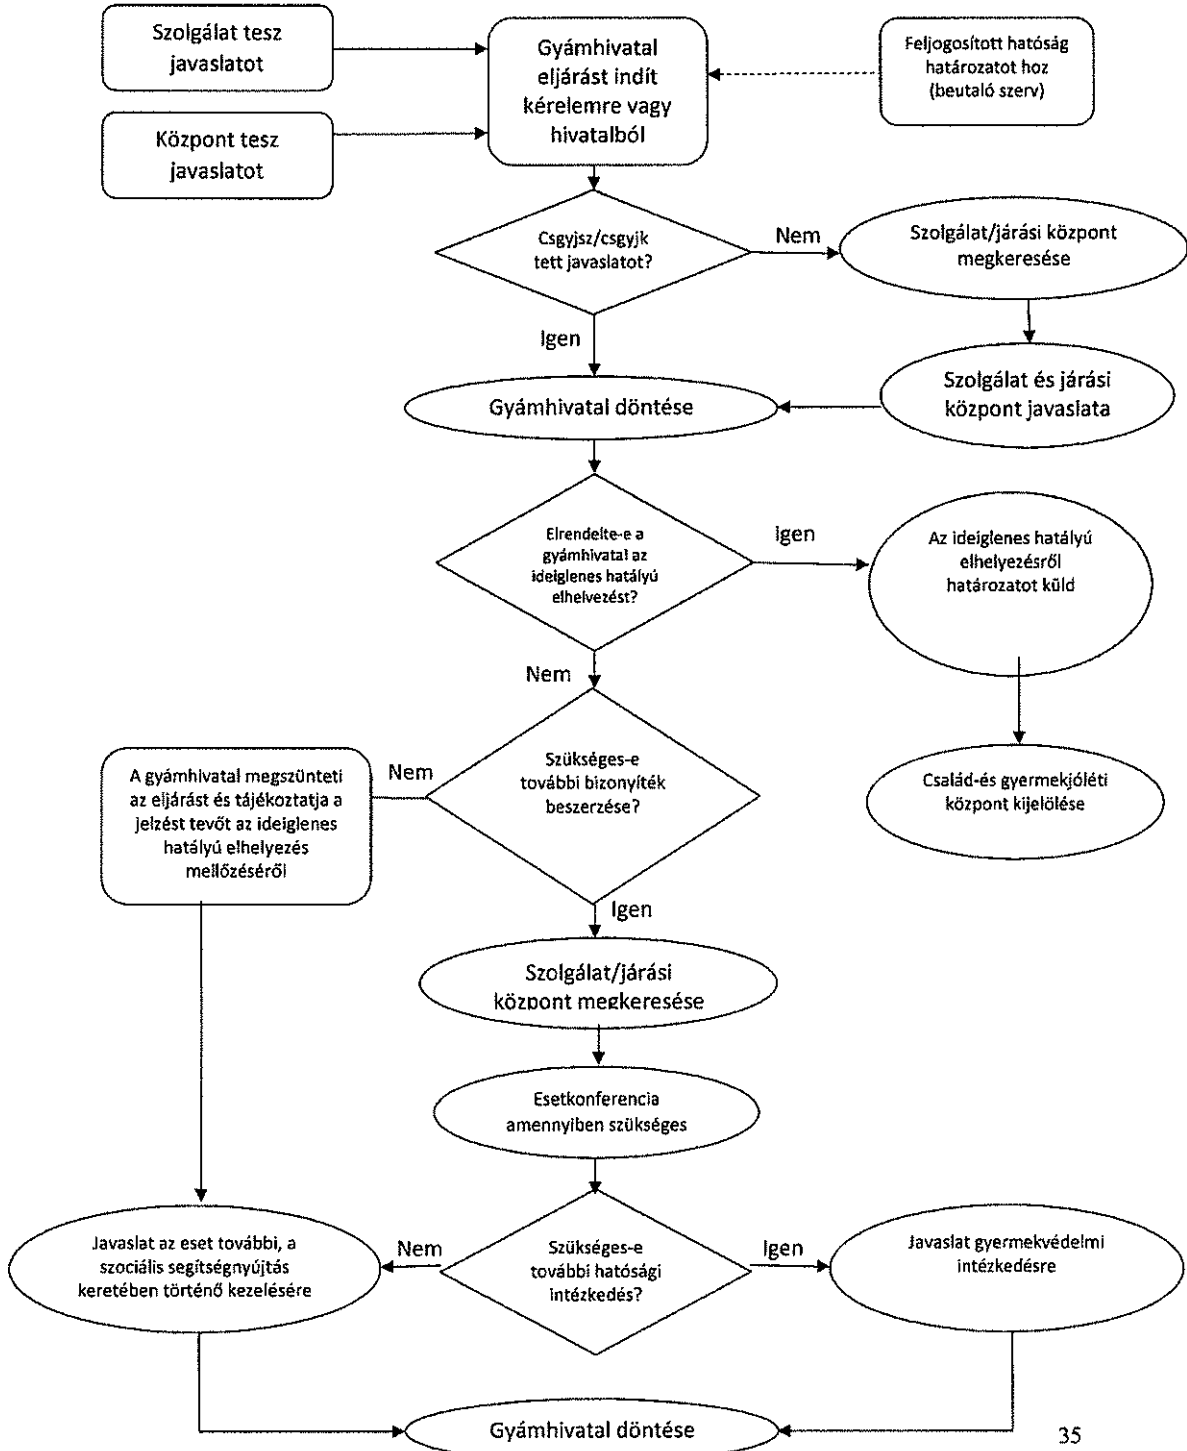 Szolgálat tesz
javaslatot
Központ tesz
javaslatot
Gyámhivatal
eljárást indít
kérelemre vagy
hivatalból
Feljogosított hatóság
határozatot hoz
(beutaló szerv)
Csgyjsz/csgyjk
tett javaslatot?
Nem
Szolgálat/járási központ
megkeresése
Igen
Gyámhivatal döntése
Szolgálat és járási
központ javaslata
Elrendelte-e a
gyámhivatal az
ideiglenes hatályú
elhelyezést?
Igen
Az ideiglenes hatályú
elhelyezésről
határozatot küld
Nem
Szükséges-e
további bizonyíték
beszerzése?
Nem
A gyámhivatal megszünteti
az eljárást és tájékoztatja a
jelzést tevőt az ideiglenes
hatályú elhelyezés
mellőzéséről
Család-és gyermekjóléti
központ kijelölése
Igen
Szolgálat/járási
központ megkeresése
Esetkonferencia
amennyiben szükséges
Javaslat az eset további, a
szociális segítségnyújtás
keretében történő kezelésére
Nem
Szükséges-e
további hatósági
intézkedés?
Igen
Javaslat gyermekvédelmi
intézkedésre
Gyámhivatal döntése
35